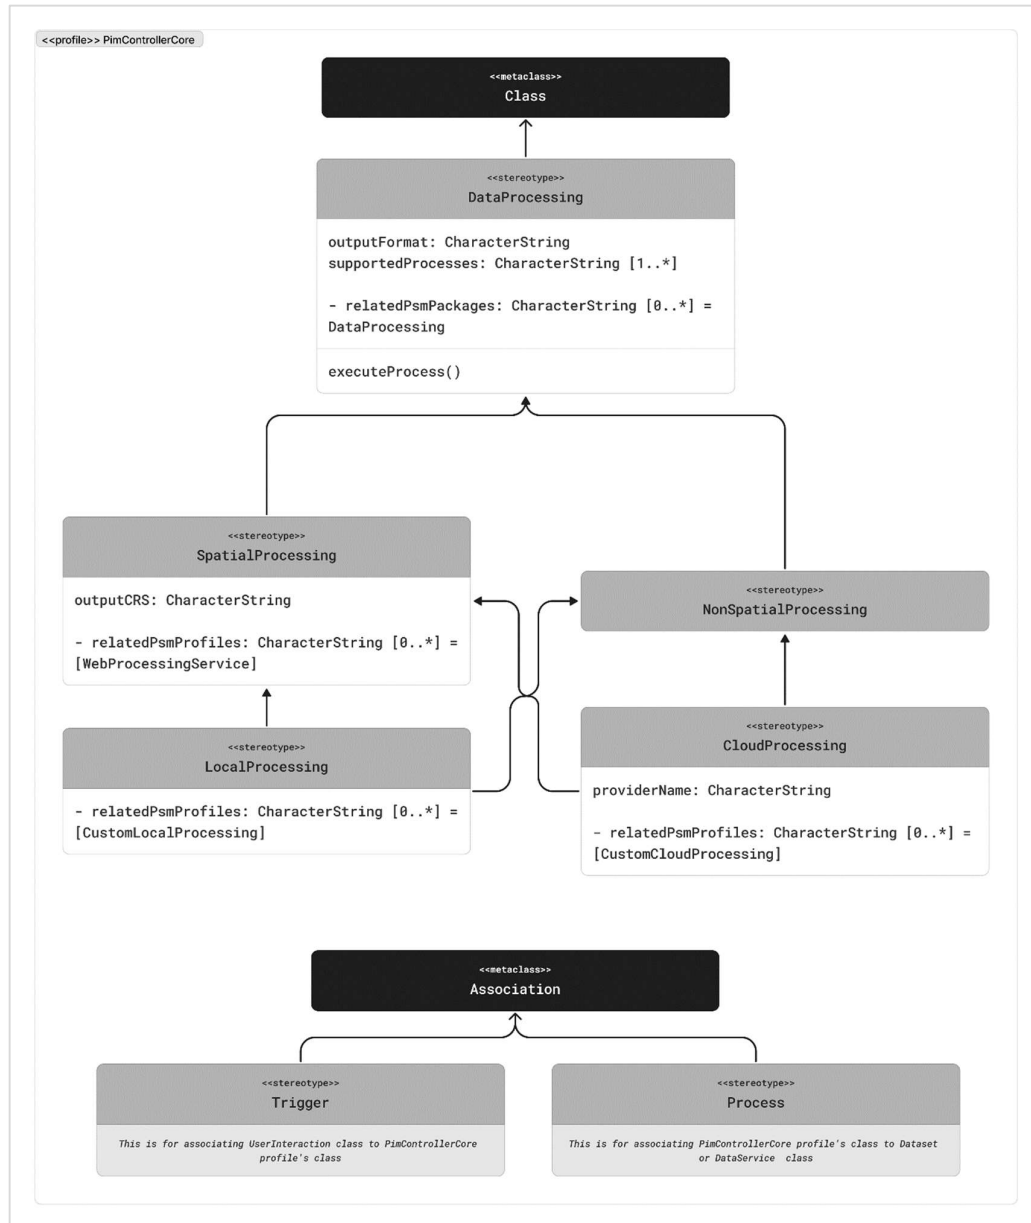 <<profile>> PimControllerCore
<<metaclass>>
Class
<<stereotype>>
DataProcessing
outputFormat: CharacterString
supportedProcesses: CharacterString [1..*]
- relatedPsmPackages: CharacterString [0..*] =
DataProcessing
executeProcess()
<<stereotype>>
SpatialProcessing
outputCRS: CharacterString
- relatedPsmProfiles: CharacterString [0..*] =
[WebProcessingService]
<<stereotype>>
NonSpatialProcessing
<<stereotype>>
LocalProcessing
- relatedPsmProfiles: CharacterString [0..*] =
[CustomLocalProcessing]
<<stereotype>>
CloudProcessing
providerName: CharacterString
- relatedPsmProfiles: CharacterString [0..*] =
[CustomCloudProcessing]
<<metaclass>>
Association
<<stereotype>>
Trigger
This is for associating UserInteraction class to PimControllerCore
profile's class
<<stereotype>>
Process
This is for associating PimControllerCore profile's class to Dataset
or DataService class